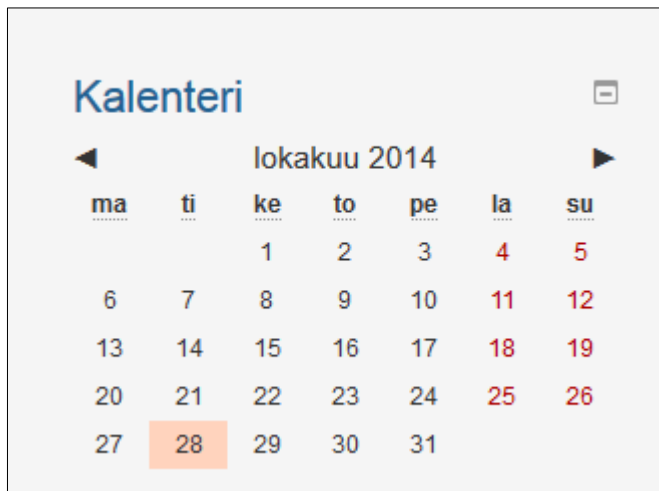 Kalenteri
lokakuu 2014
ma ti ke to pe la su
1 2 3 4 5
6 7 8 9 10 11 12
13 14 15 16 17 18 19
20 21 22 23 24 25 26
27 28 29 30 31